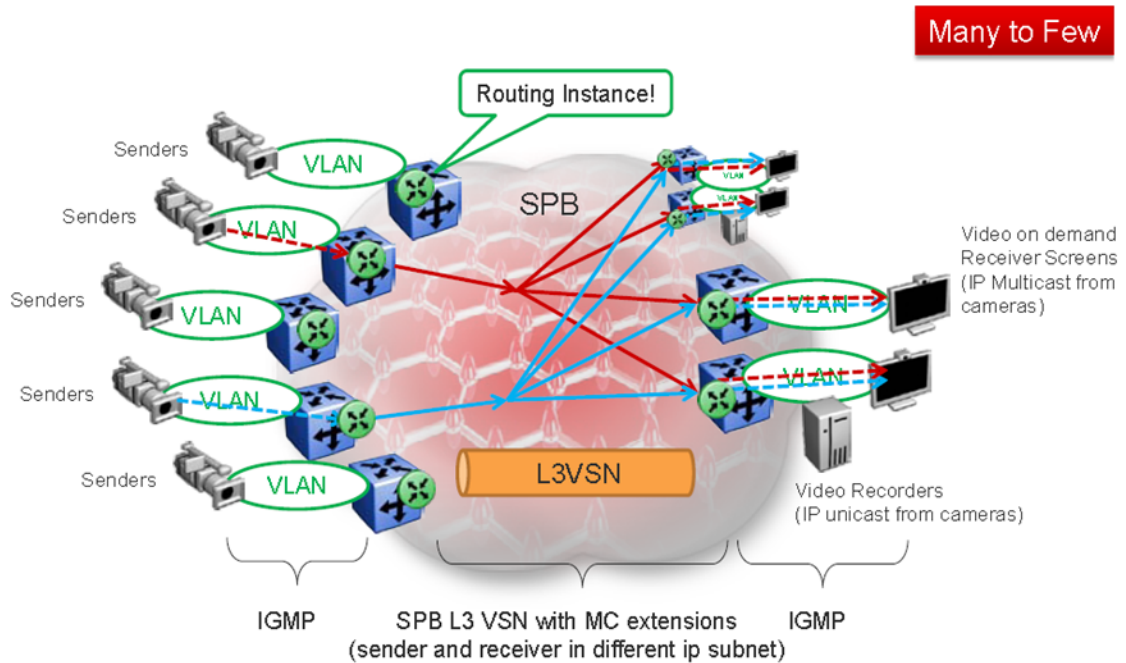 Many to Few
Routing Instance!
Senders
VLAN
SPB
VLAN
Senders
VLAN
VLAN
Senders
VLAN
Video on demand
Receiver Screens
(IP Multicast from
cameras)
Senders
VLAN
VLAN
VLAN
Senders
VLAN
L3VSN
Video Recorders
(IP unicast from cameras)
IGMP
SPB L3 VSN with MC extensions
(sender and receiver in different ip subnet)
IGMP